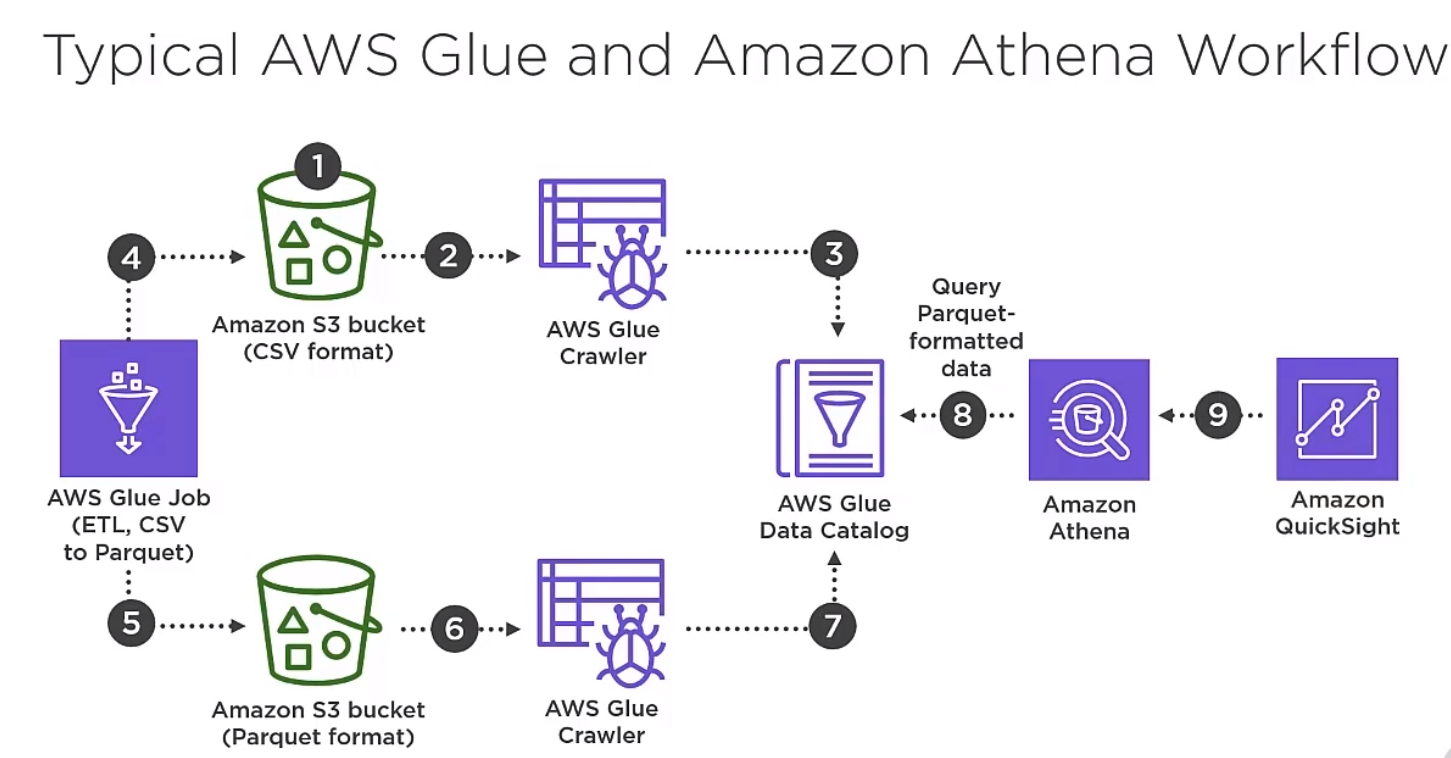 Typical AWS Glue and Amazon Athena Workflow
1
4
2
3
Amazon S3 bucket
(CSV format)
AWS Glue
Crawler
Query
Parquet-
formatted
data
8
9
AWS Glue Job
(ETL, CSV
to Parquet)
AWS Glue
Data Catalog
Amazon
Athena
Amazon
QuickSight
5
6
7
Amazon S3 bucket
(Parquet format)
AWS Glue
Crawler